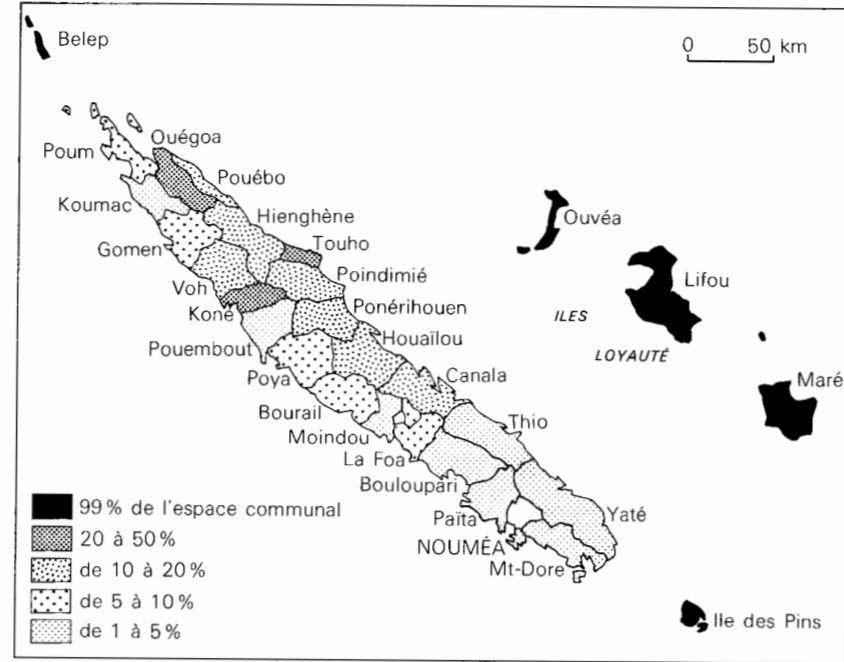 Belep
0 50 km
Ouégoa
Poum
Pouébo
Koumac
Hienghène
Ouvéa
Gomen
Touho
Lifou
Poindimié
Voh
Ponérihouen
Koné
ILES
Houaïlou
Pouembout
LOYAUTÉ
Canala
Poya
Maré
Bourail
Thio
Moindou
La Foa
Bouloupari
99% de l'espace communal
Yaté
Païta
20 à 50%
NOUMÉA
de 10 à 20%
Mt-Dore
de 5 à 10%
Ile des Pins
de 1 à 5%